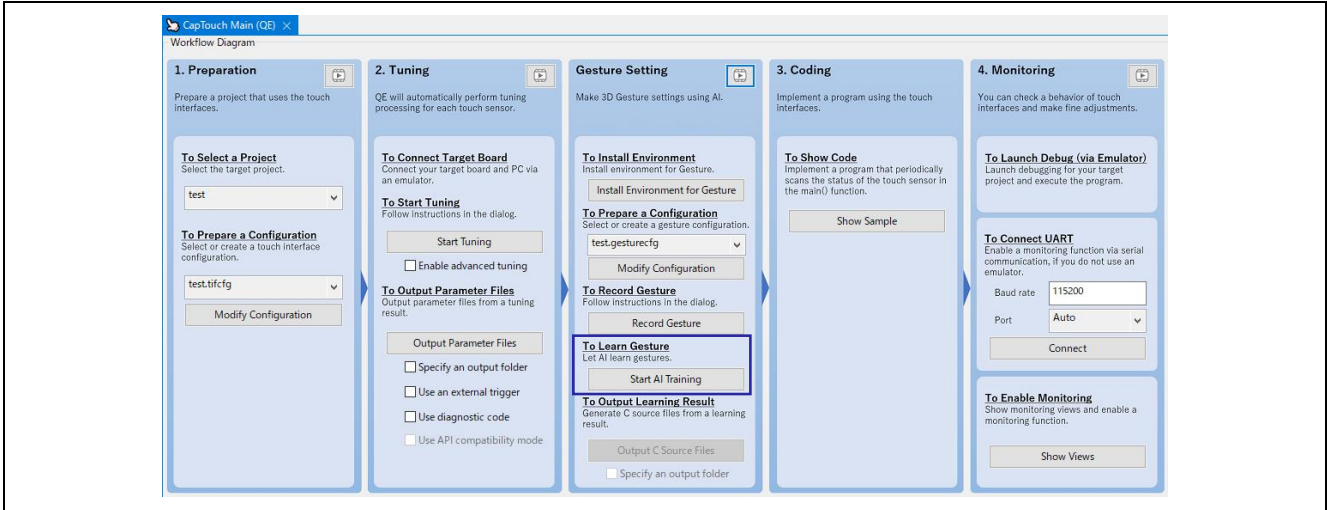 CapTouch Main (QE)
Workflow Diagram
1. Preparation
Prepare a project that uses the touch
interfaces.
To Select a Project
Select the target project.
test
To Prepare a Configuration
Select or create a touch interface
configuration.
test.tifcfg
Modify Configuration
2. Tuning
QE will automatically perform tuning
processing for each touch sensor.
To Connect Target Board
Connect your target board and PC via
an emulator.
To Start Tuning
Follow instructions in the dialog.
Start Tuning
Enable advanced tuning
To Output Parameter Files
Output parameter files from a tuning
result.
Output Parameter Files
Specify an output folder
Use an external trigger
Use diagnostic code
Use API compatibility mode
Gesture Setting
Make 3D Gesture settings using AI.
To Install Environment
Install environment for Gesture.
Install Environment for Gesture
To Prepare a Configuration
Select or create a gesture configuration.
test.gesturecfg
Modify Configuration
To Record Gesture
Follow instructions in the dialog.
Record Gesture
To Learn Gesture
Let AI learn gestures.
Start AI Training
To Output Learning Result
Generate C source files from a learning
result.
Output C Source Files
Specify an output folder
3. Coding
Implement a program using the touch
interfaces.
To Show Code
Implement a program that periodically
scans the status of the touch sensor in
the main() function.
Show Sample
4. Monitoring
You can check a behavior of touch
interfaces and make fine adjustments.
To Launch Debug (via Emulator)
Launch debugging for your target
project and execute the program.
To Connect UART
Enable a monitoring function via serial
communication, if you do not use an
emulator.
Baud rate 115200
Port Auto
Connect
To Enable Monitoring
Show monitoring views and enable a
monitoring function.
Show Views